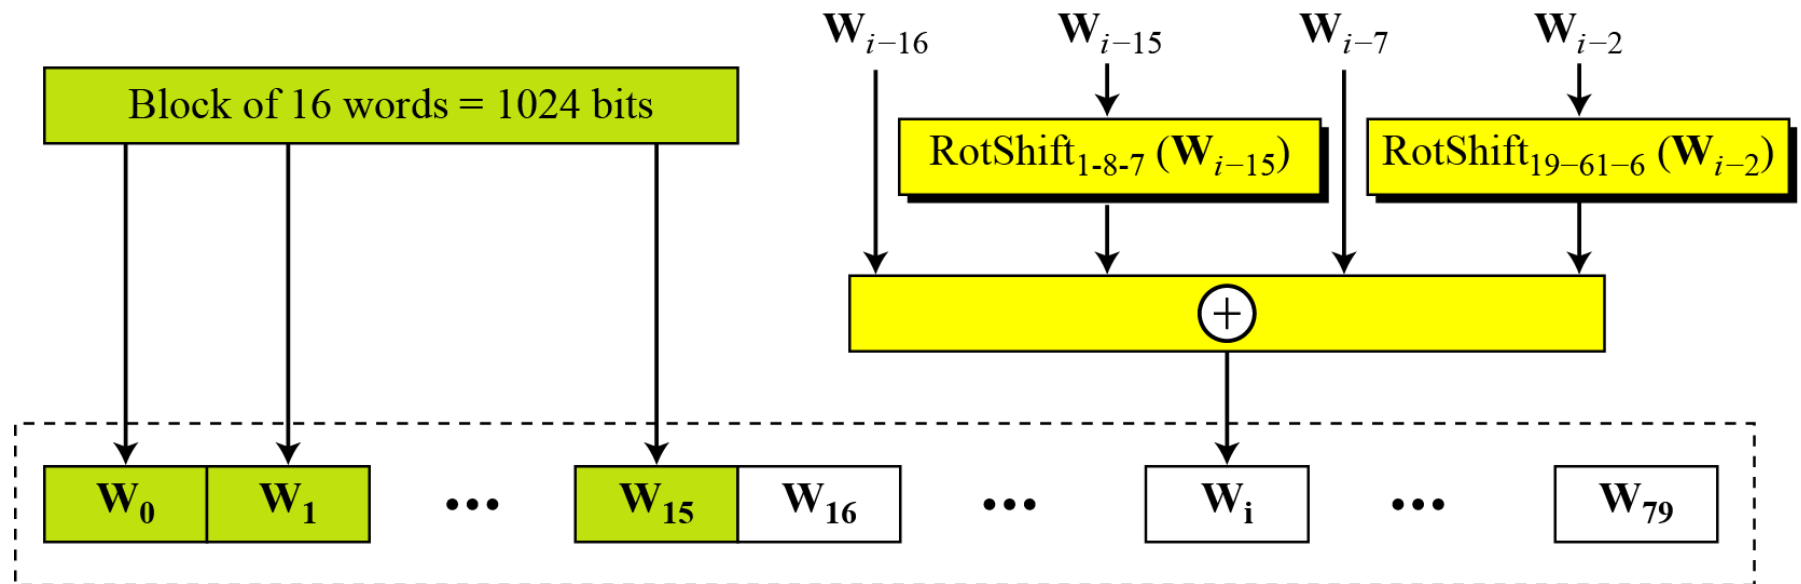 W_{i−16} W_{i−15} W_{i−7} W_{i−2}
Block of 16 words = 1024 bits
RotShift_{1-8-7} (W_{i−15}) RotShift_{19−61−6} (W_{i−2})
+
W_0 W_1 ••• W_15 W_16 ••• W_i ••• W_79